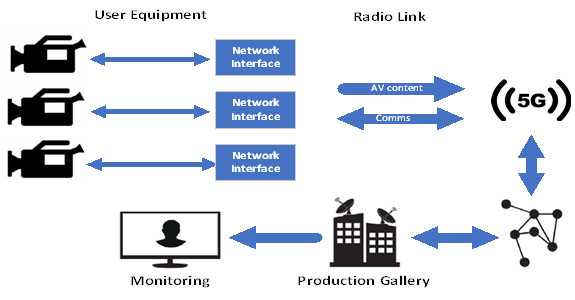 User Equipment
Radio Link
Network
Interface
AV content
Network
Interface
Comms
Network
Interface
5G
Monitoring
Production Gallery